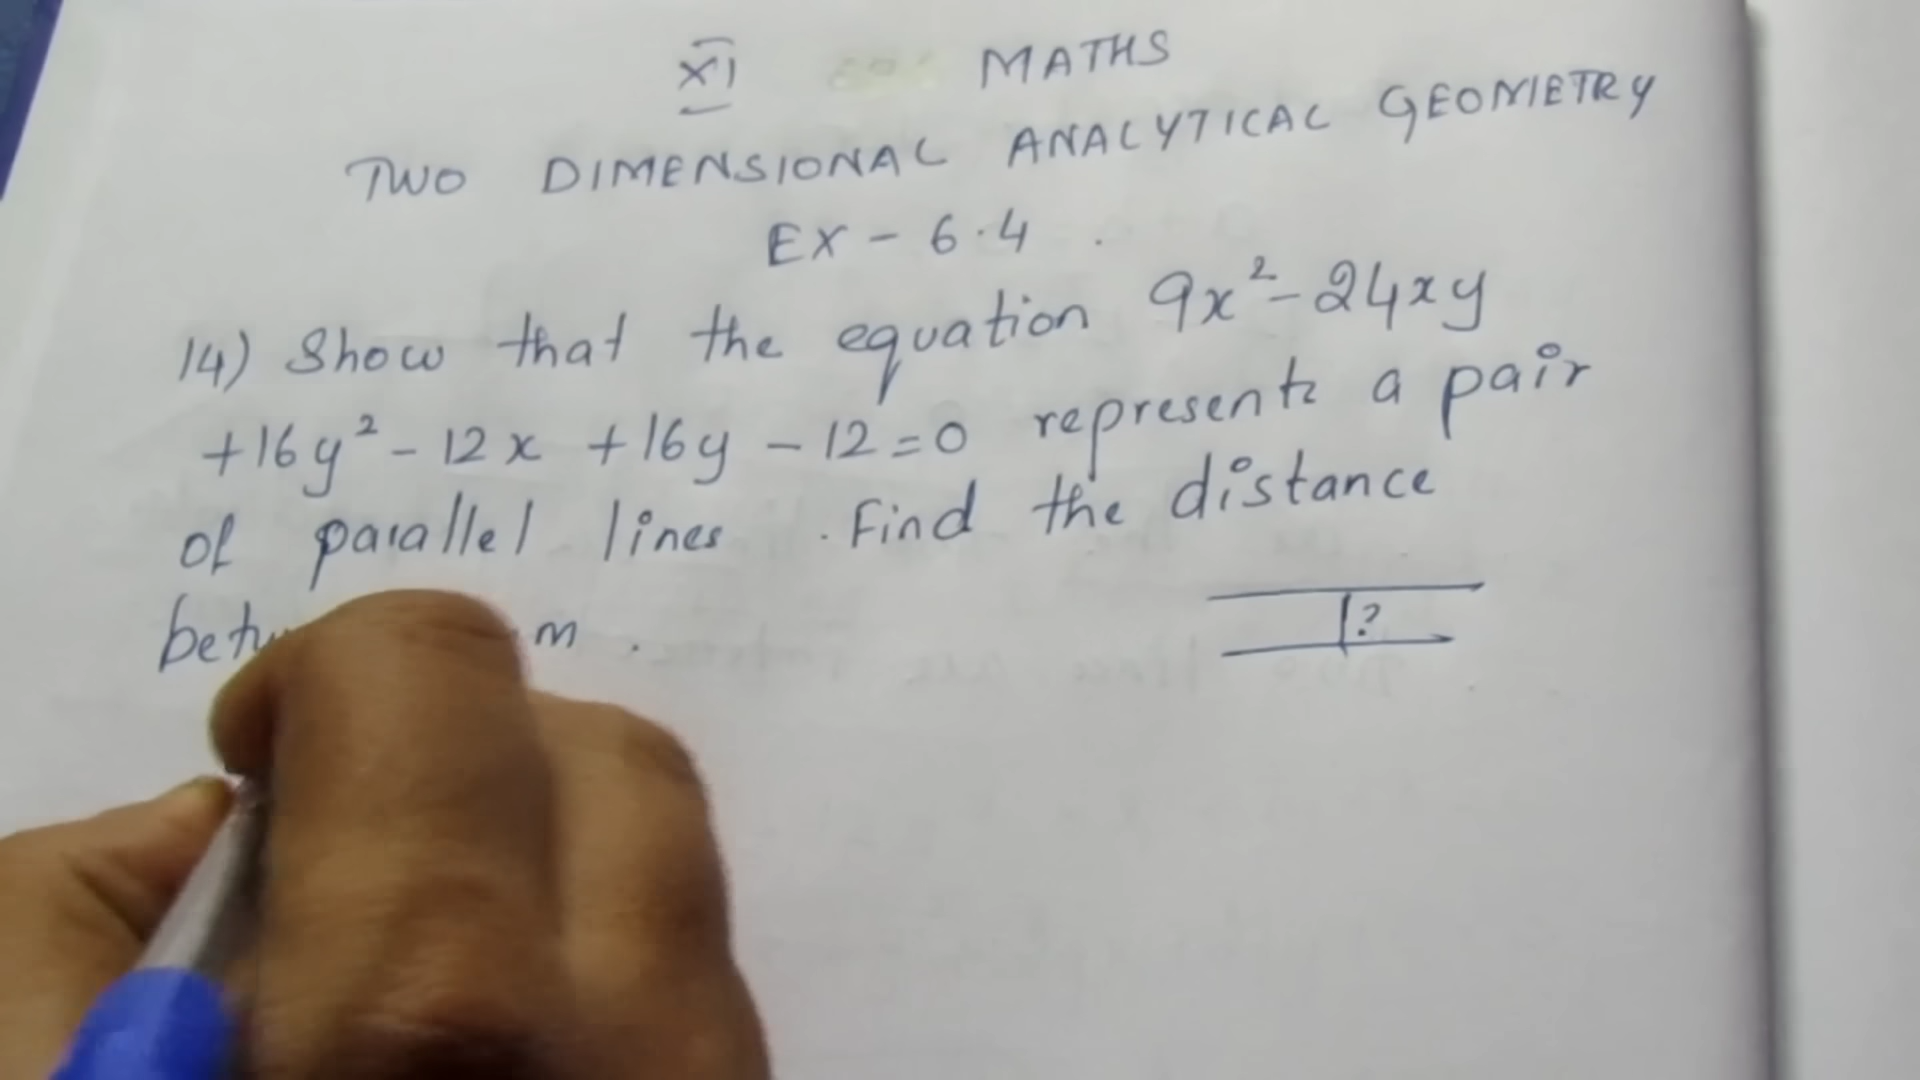 XI MATHS
TWO DIMENSIONAL ANALYTICAL GEOMETRY
EX - 6.4
14) Show that the equation 9x² - 24xy
+16y² - 12x + 16y - 12 = 0 represents a pair
of parallel lines. Find the distance
?